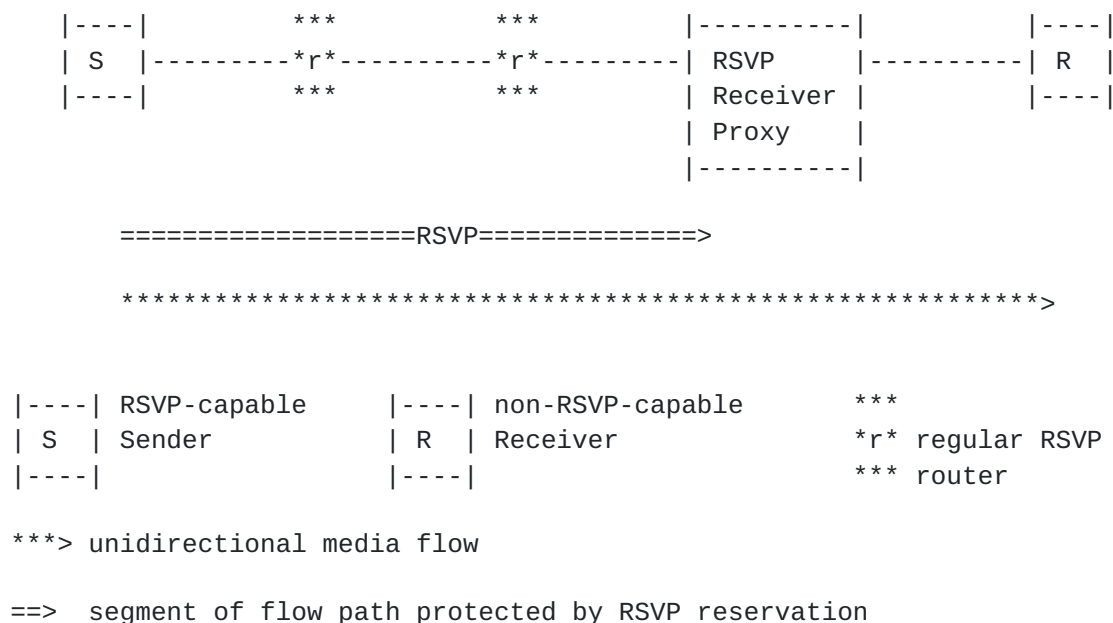 |----|         ***         ***         |----------|          |----|
| S  |---------*r*----------*r*---------| RSVP     |----------| R  |
|----|         ***         ***         | Receiver |          |----|
| Proxy    |
|----------|
===================RSVP==============>
***********************************************************>
|----| RSVP-capable     |----| non-RSVP-capable       ***
| S  | Sender           | R  | Receiver               *r* regular RSVP
|----|                  |----|                        *** router
***> unidirectional media flow
==>  segment of flow path protected by RSVP reservation